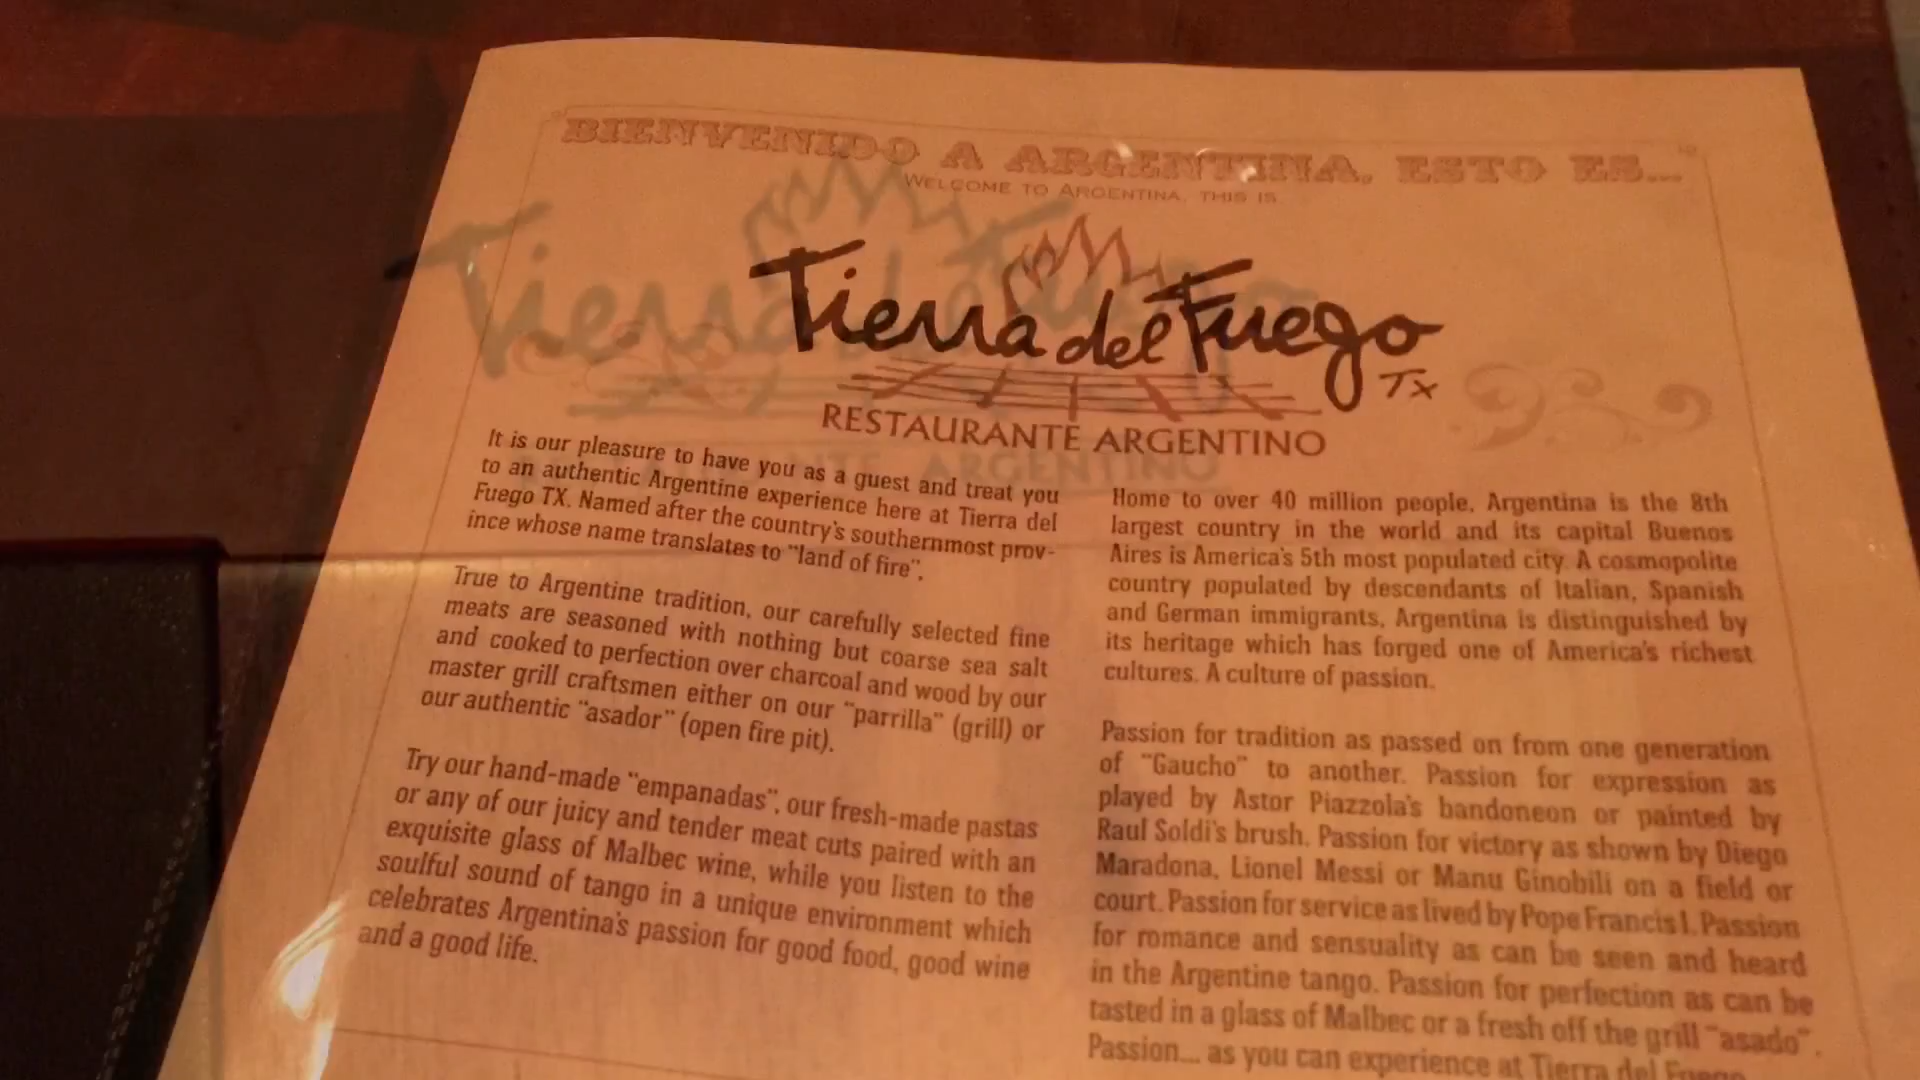 BIENVENIDO A ARGENTINA, ESTO ES...
WELCOME TO ARGENTINA, THIS IS
Tierra del Fuego
TX
RESTAURANTE ARGENTINO
It is our pleasure to have you as a guest and treat you
to an authentic Argentine experience here at Tierra del
Fuego TX. Named after the country's southernmost prov-
ince whose name translates to "land of fire".
True to Argentine tradition, our carefully selected fine
meats are seasoned with nothing but coarse sea salt
and cooked to perfection over charcoal and wood by our
master grill craftsmen either on our "parrilla" (grill) or
our authentic "asador" (open fire pit).
Try our hand-made "empanadas", our fresh-made pastas
or any of our juicy and tender meat cuts paired with an
exquisite glass of Malbec wine, while you listen to the
soulful sound of tango in a unique environment which
celebrates Argentina's passion for good food, good wine
and a good life.
Home to over 40 million people, Argentina is the 8th
largest country in the world and its capital Buenos
Aires is America's 5th most populated city. A cosmopolite
country populated by descendants of Italian, Spanish
and German immigrants, Argentina is distinguished by
its heritage which has forged one of America's richest
cultures. A culture of passion.
Passion for tradition as passed on from one generation
of "Gaucho" to another. Passion for expression as
played by Astor Piazzola's bandoneon or painted by
Raul Soldi's brush. Passion for victory as shown by Diego
Maradona, Lionel Messi or Manu Ginobili on a field or
court. Passion for service as lived by Pope Francis I. Passion
for romance and sensuality as can be seen and heard
in the Argentine tango. Passion for perfection as can be
tasted in a glass of Malbec or a fresh off the grill "asado".
Passion... as you can experience at Tierra del Fuego